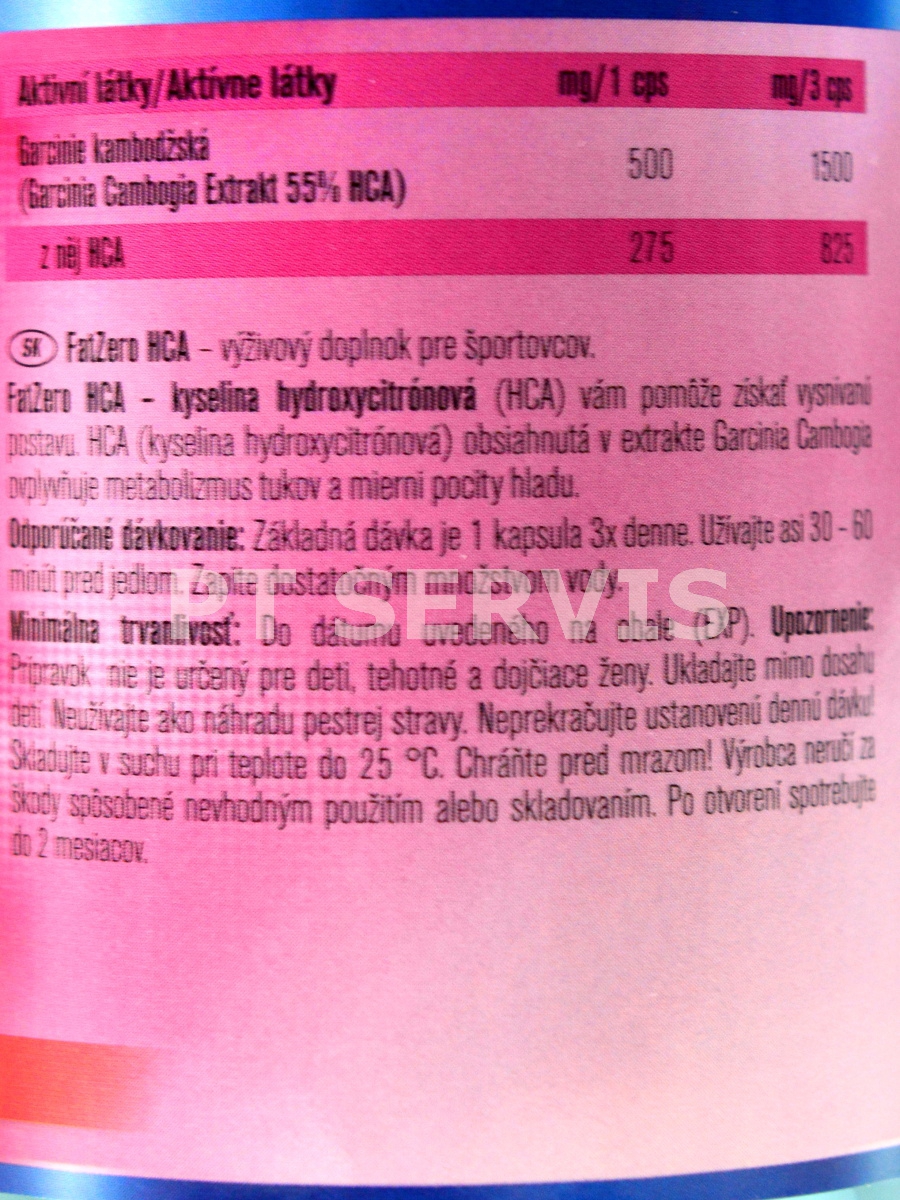 Aktivní látky/Aktívne látky mg/1 cps mg/3 cps
Garcinie kambodžská
(Garcinia Cambogia Extrakt 55% HCA) 500 1500
z něj HCA 275 825
SK FatZero HCA – výživový doplnok pre športovcov.
FatZero HCA – kyselina hydroxycitrónová (HCA) vám pomôže získať vysnívanú
postavu. HCA (kyselina hydroxycitrónová) obsiahnutá v extrakte Garcinia Cambogia
ovplyvňuje metabolizmus tukov a mierni pocity hladu.
Odporúčané dávkovanie: Základná dávka je 1 kapsula 3x denne. Užívajte asi 30 - 60
minút pred jedlom. Zapite dostatočným množstvom vody.
PT SERVIS
Minimálna trvanlivosť: Do dátumu uvedeného na obale (EXP). Upozornenie:
Prípravok nie je určený pre deti, tehotné a dojčiace ženy. Ukladajte mimo dosahu
detí. Neužívajte ako náhradu pestrej stravy. Neprekračujte ustanovenú dennú dávku!
Skladujte v suchu pri teplote do 25 °C. Chráňte pred mrazom! Výrobca neručí za
škody spôsobené nevhodným použitím alebo skladovaním. Po otvorení spotrebujte
do 2 mesiacov.